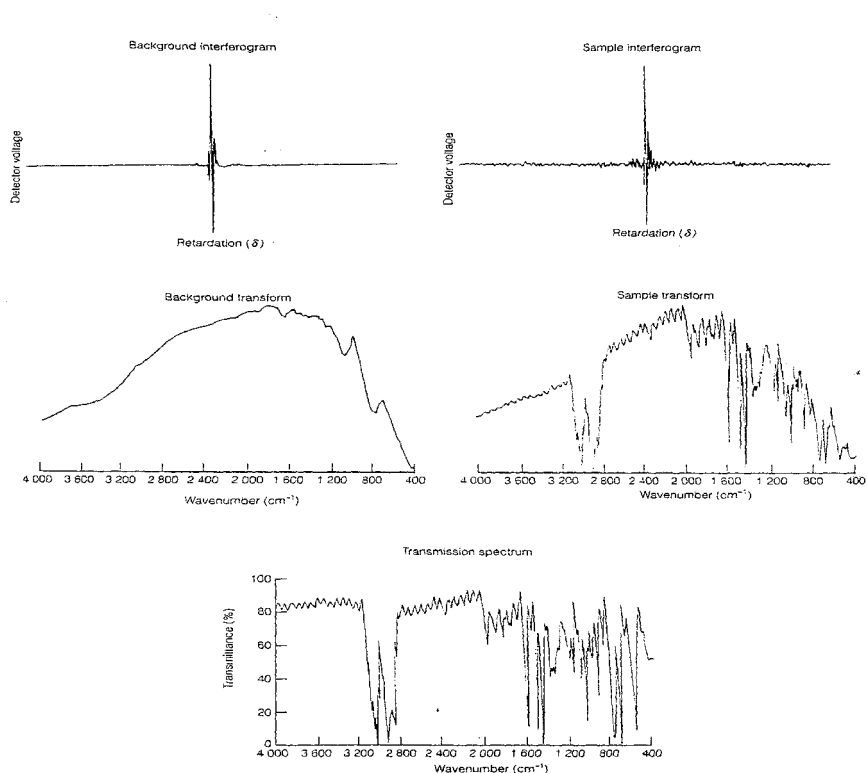 Background interferogram
Sample interferogram
Detector voltage
Detector voltage
Retardation (δ)
Retardation (δ)
Background transform
Sample transform
4 000 3 600 3 200 2 800 2 400 2 000 1 600 1 200 800 400
Wavenumber (cm⁻¹)
4 000 3 600 3 200 2 800 2 400 2 000 1 600 1 200 800 400
Wavenumber (cm⁻¹)
Transmission spectrum
Transmittance (%)
100
80
60
40
20
0
4 000 3 600 3 200 2 800 2 400 2 000 1 600 1 200 800 400
Wavenumber (cm⁻¹)